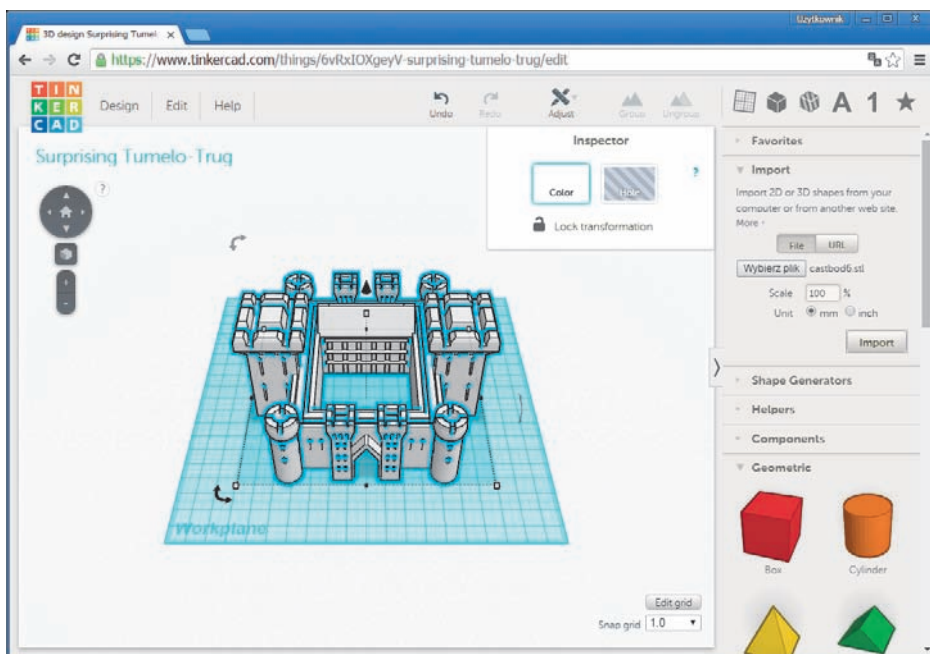 Użytkownik
3D design Surprising Tumel
https://www.tinkercad.com/things/6vRxIOXgeyV-surprising-tumelo-trug/edit
TIN
KER
CAD
Design
Edit
Help
Undo
Redo
Adjust
Group
Ungroup
A
1
Surprising Tumelo-Trug
?
Inspector
Color
Hole
?
Lock transformation
Workplane
Edit grid
Snap grid 1.0
Favorites
Import
Import 2D or 3D shapes from your
computer or from another web site.
More
File
URL
Wybierz plik castbod6.stl
Scale 100 %
Unit mm inch
Import
Shape Generators
Helpers
Components
Geometric
Box
Cylinder